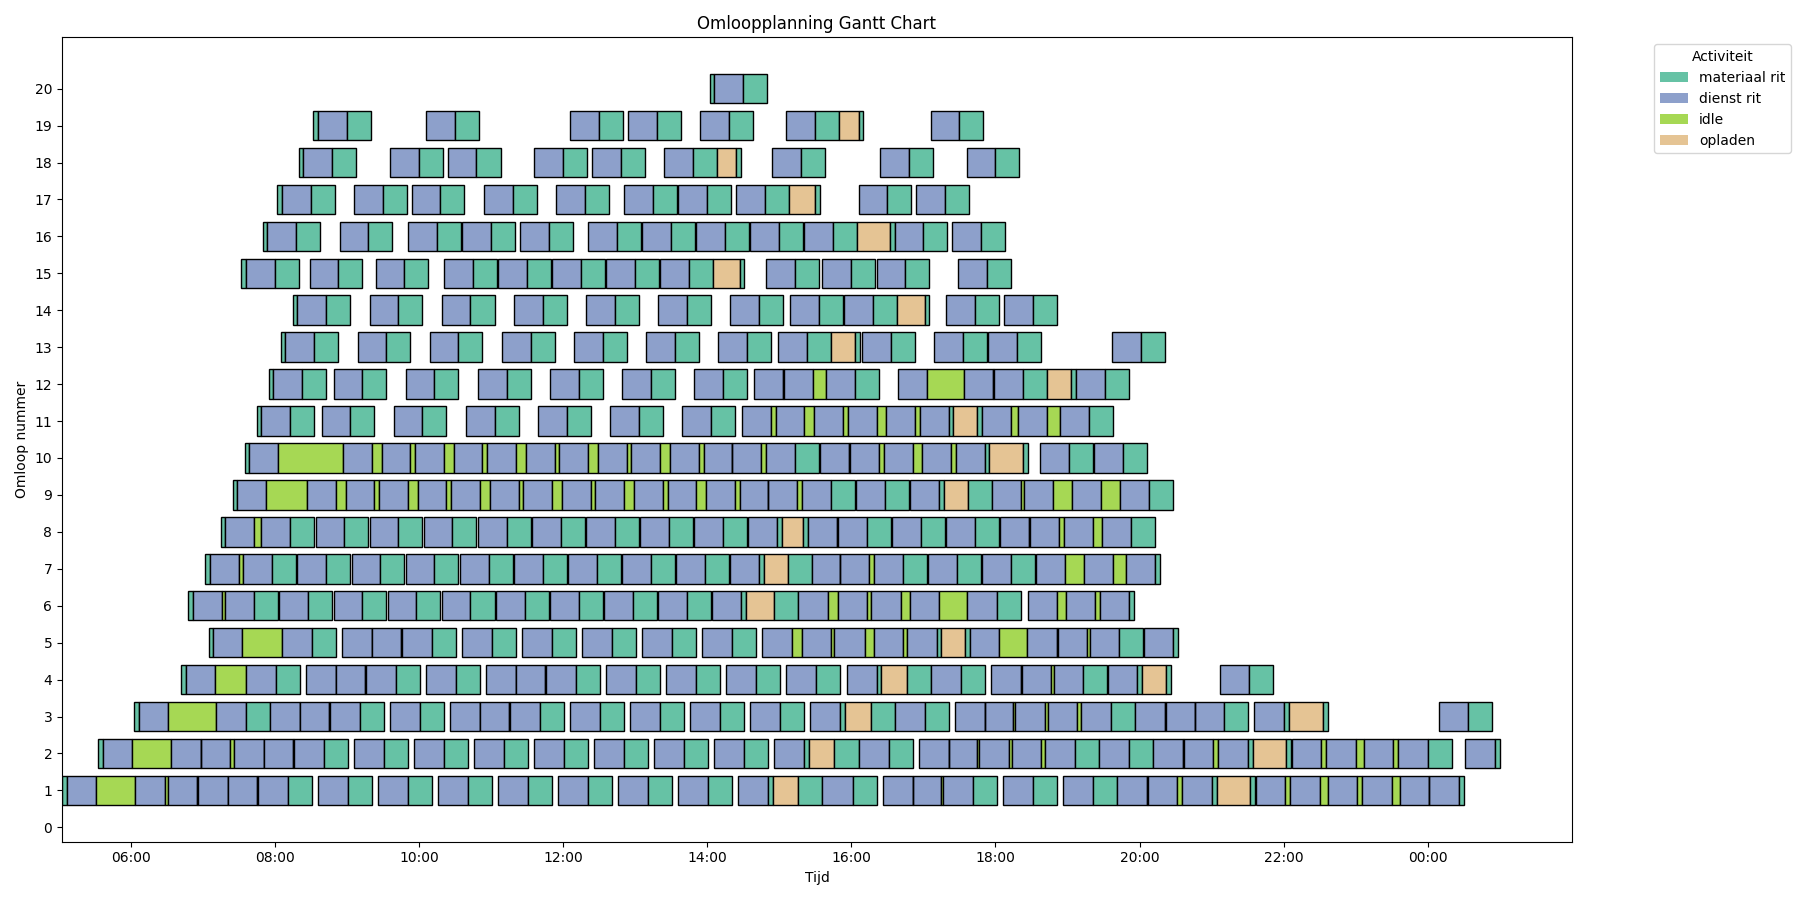 Omloopplanning Gantt Chart
Activiteit
materiaal rit
dienst rit
idle
opladen
Omloop nummer
20
19
18
17
16
15
14
13
12
11
10
9
8
7
6
5
4
3
2
1
0
06:00 08:00 10:00 12:00 14:00 16:00 18:00 20:00 22:00 00:00
Tijd